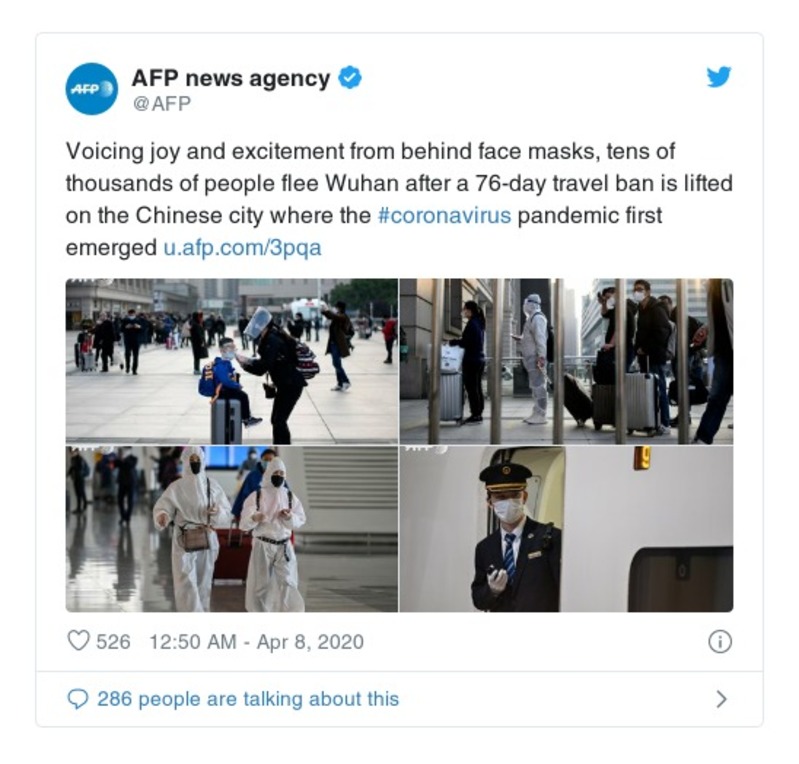 AFP
AFP news agency
@AFP
Voicing joy and excitement from behind face masks, tens of
thousands of people flee Wuhan after a 76-day travel ban is lifted
on the Chinese city where the #coronavirus pandemic first
emerged u.afp.com/3pqa
526 12:50 AM - Apr 8, 2020
286 people are talking about this